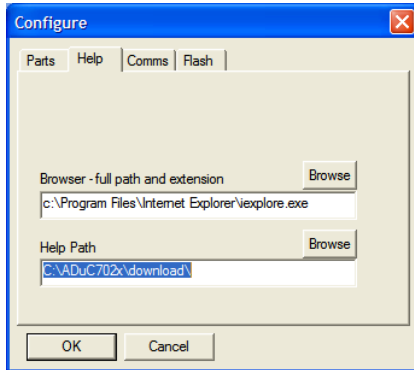 Configure
Parts Help Comms Flash
Browser - full path and extension Browse
c:\Program Files\Internet Explorer\iexplore.exe
Help Path Browse
C:\ADuC702x\download\
OK Cancel